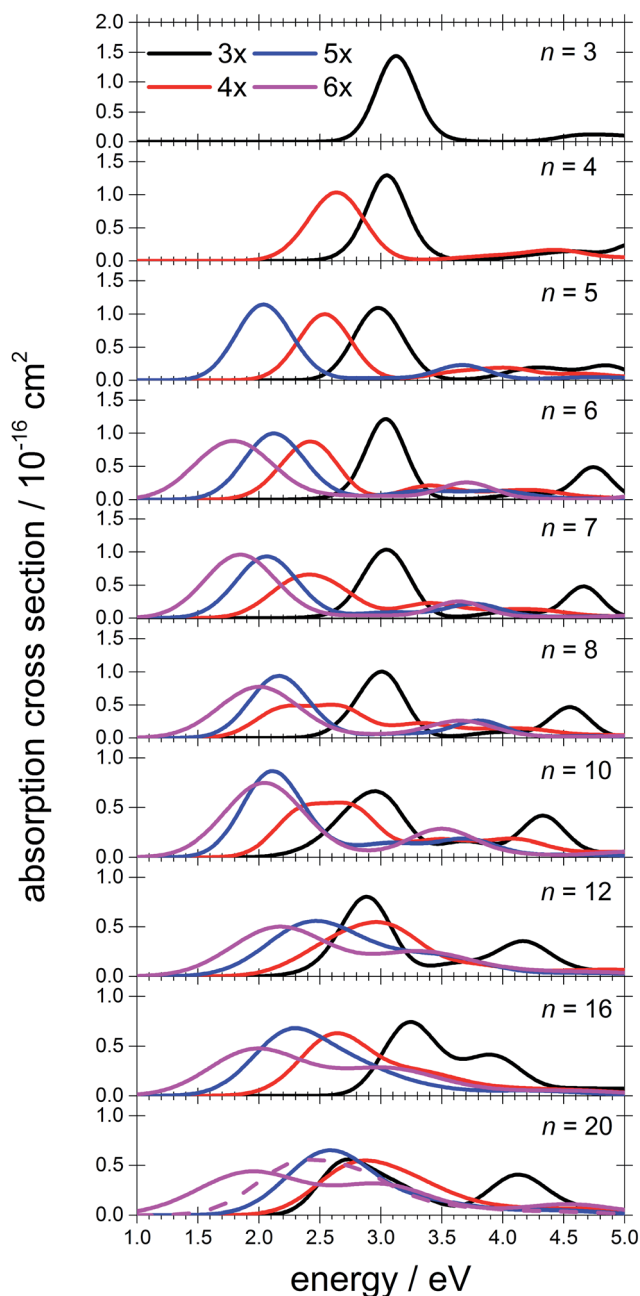 2.0
3x 5x n = 3
1.5
4x 6x
1.0
0.5
0.0
1.5 n = 4
1.0
0.5
0.0
1.5 n = 5
1.0
0.5
0.0
1.5 n = 6
1.0
0.5
0.0
1.5 n = 7
1.0
0.5
0.0
1.5 n = 8
1.0
0.5
0.0
1.0 n = 10
0.5
0.0
1.0 n = 12
0.5
0.0
1.0 n = 16
0.5
0.0
1.0 n = 20
0.5
0.0
1.0 1.5 2.0 2.5 3.0 3.5 4.0 4.5 5.0
energy / eV
absorption cross section / 10⁻¹⁶ cm²